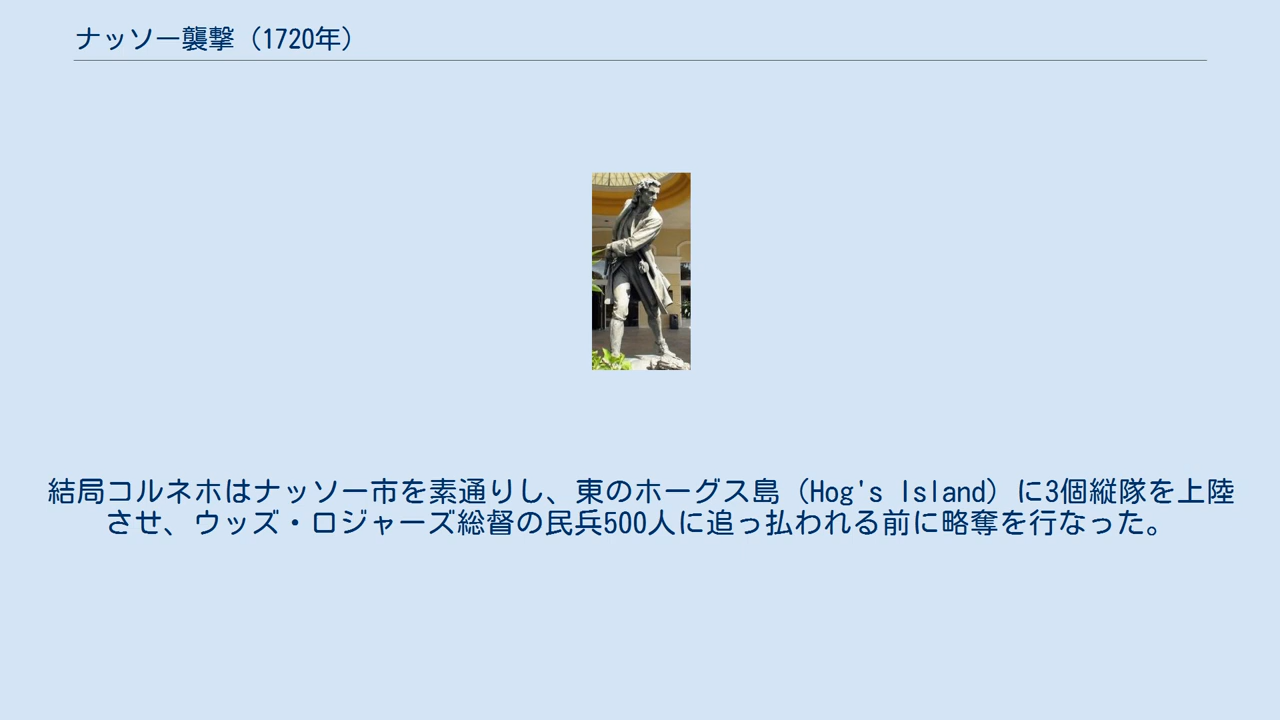 ナッソー襲撃（1720年）
結局コルネホはナッソー市を素通りし、東のホーグス島（Hog's Island）に3個縦隊を上陸
させ、ウッズ・ロジャーズ総督の民兵500人に追っ払われる前に略奪を行なった。